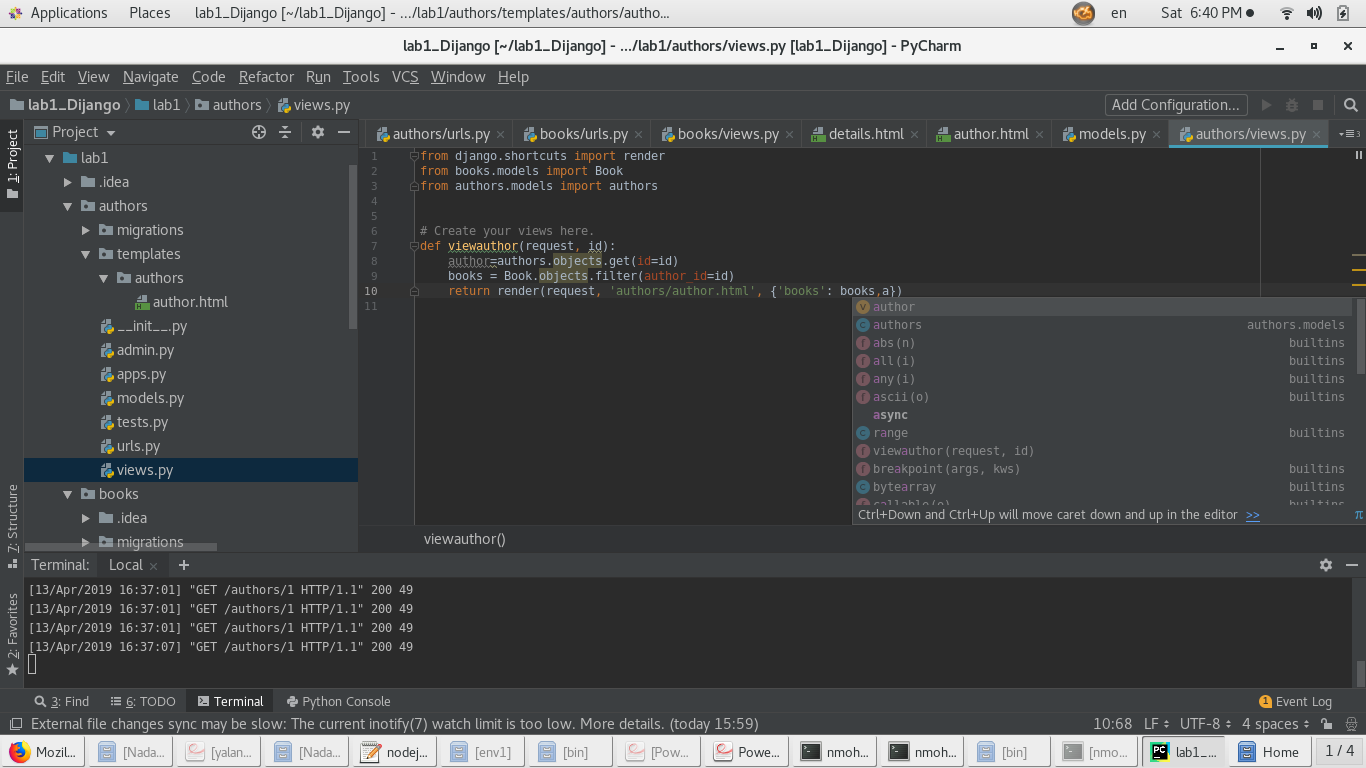 Applications Places lab1_Dijango [~/lab1_Dijango] - .../lab1/authors/templates/authors/autho... en Sat 6:40 PM
lab1_Dijango [~/lab1_Dijango] - .../lab1/authors/views.py [lab1_Dijango] - PyCharm
File Edit View Navigate Code Refactor Run Tools VCS Window Help
lab1_Dijango lab1 authors views.py Add Configuration...
1: Project
Project
authors/urls.py books/urls.py books/views.py details.html author.html models.py authors/views.py 3
lab1
.idea
authors
migrations
templates
authors
author.html
__init__.py
admin.py
apps.py
models.py
tests.py
urls.py
views.py
books
.idea
migrations
1 from django.shortcuts import render
2 from books.models import Book
3 from authors.models import authors
4
5
6 # Create your views here.
7 def viewauthor(request, id):
8 author=authors.objects.get(id=id)
9 books = Book.objects.filter(author_id=id)
10 return render(request, 'authors/author.html', {'books': books,a})
11
author
authors authors.models
abs(n) builtins
all(i) builtins
any(i) builtins
ascii(o) builtins
async
range builtins
viewauthor(request, id)
breakpoint(args, kws) builtins
bytearray builtins
callable(o) builtins
Ctrl+Down and Ctrl+Up will move caret down and up in the editor >> π
viewauthor()
7: Structure
2: Favorites
Terminal: Local +
[13/Apr/2019 16:37:01] "GET /authors/1 HTTP/1.1" 200 49
[13/Apr/2019 16:37:01] "GET /authors/1 HTTP/1.1" 200 49
[13/Apr/2019 16:37:01] "GET /authors/1 HTTP/1.1" 200 49
[13/Apr/2019 16:37:07] "GET /authors/1 HTTP/1.1" 200 49
3: Find 6: TODO Terminal Python Console 1 Event Log
External file changes sync may be slow: The current inotify(7) watch limit is too low. More details. (today 15:59) 10:68 LF UTF-8 4 spaces
Mozil... [Nada... [yalan... [Nada... nodej... [env1] [bin] [Pow... Powe... nmoh... nmoh... [bin] [nmo... PC lab1_... Home 1 / 4